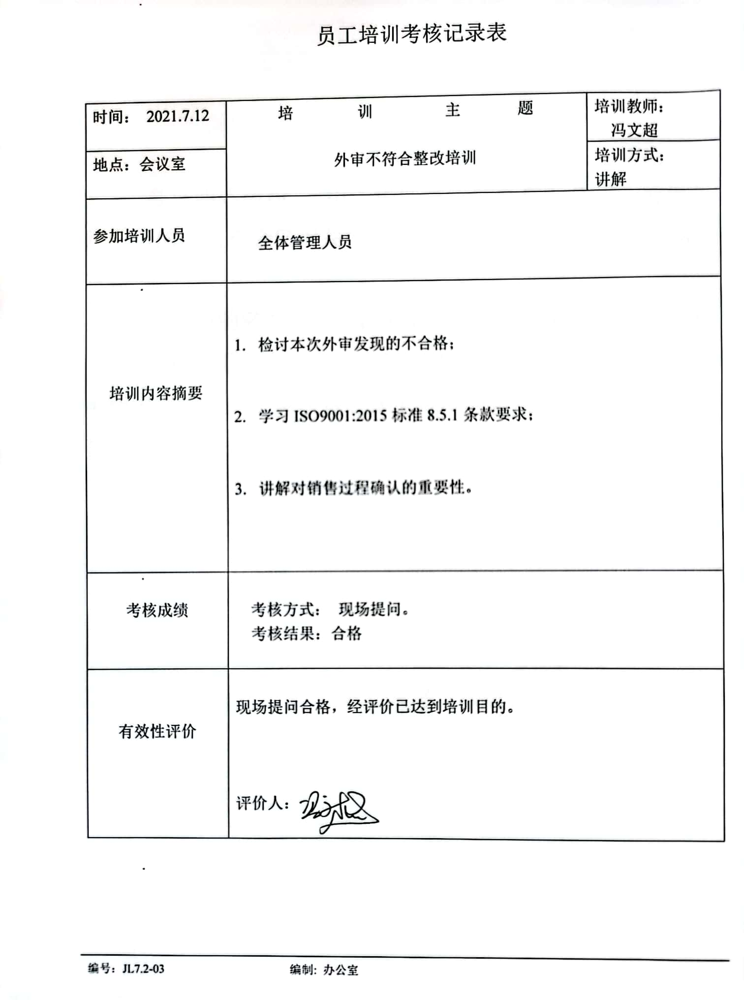 员工培训考核记录表
时间： 2021.7.12
培 训 主 题
培训教师：
冯文超
地点：会议室
外审不符合整改培训
培训方式：
讲解
参加培训人员
全体管理人员
培训内容摘要
1. 检讨本次外审发现的不合格；
2. 学习 ISO9001:2015 标准 8.5.1 条款要求；
3. 讲解对销售过程确认的重要性。
考核成绩
考核方式： 现场提问。
考核结果：合格
有效性评价
现场提问合格，经评价已达到培训目的。
评价人：冯文超
编号：JL7.2-03
编制: 办公室